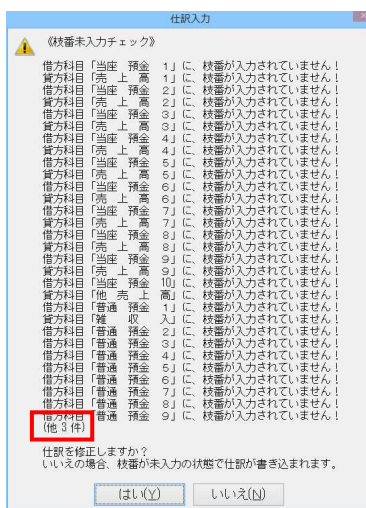 仕訳入力
《枝番未入力チェック》
借方科目「当座　預金　1」に、枝番が入力されていません！
貸方科目「売　上　高　1」に、枝番が入力されていません！
借方科目「当座　預金　2」に、枝番が入力されていません！
貸方科目「売　上　高　2」に、枝番が入力されていません！
借方科目「当座　預金　3」に、枝番が入力されていません！
貸方科目「売　上　高　3」に、枝番が入力されていません！
借方科目「当座　預金　4」に、枝番が入力されていません！
貸方科目「売　上　高　4」に、枝番が入力されていません！
借方科目「当座　預金　5」に、枝番が入力されていません！
貸方科目「売　上　高　5」に、枝番が入力されていません！
借方科目「当座　預金　6」に、枝番が入力されていません！
貸方科目「売　上　高　6」に、枝番が入力されていません！
借方科目「当座　預金　7」に、枝番が入力されていません！
貸方科目「売　上　高　7」に、枝番が入力されていません！
借方科目「当座　預金　8」に、枝番が入力されていません！
貸方科目「売　上　高　8」に、枝番が入力されていません！
借方科目「当座　預金　9」に、枝番が入力されていません！
貸方科目「売　上　高　9」に、枝番が入力されていません！
借方科目「当座　預金　10」に、枝番が入力されていません！
貸方科目「他　売　上　高」に、枝番が入力されていません！
借方科目「普通　預金　1」に、枝番が入力されていません！
貸方科目「雑　　収　　入」に、枝番が入力されていません！
借方科目「普通　預金　2」に、枝番が入力されていません！
借方科目「普通　預金　3」に、枝番が入力されていません！
借方科目「普通　預金　4」に、枝番が入力されていません！
借方科目「普通　預金　5」に、枝番が入力されていません！
借方科目「普通　預金　6」に、枝番が入力されていません！
借方科目「普通　預金　7」に、枝番が入力されていません！
借方科目「普通　預金　8」に、枝番が入力されていません！
借方科目「普通　預金　9」に、枝番が入力されていません！
(他 3 件)
仕訳を修正しますか？
いいえの場合、枝番が未入力の状態で仕訳が書き込まれます。
はい(Y)　いいえ(N)